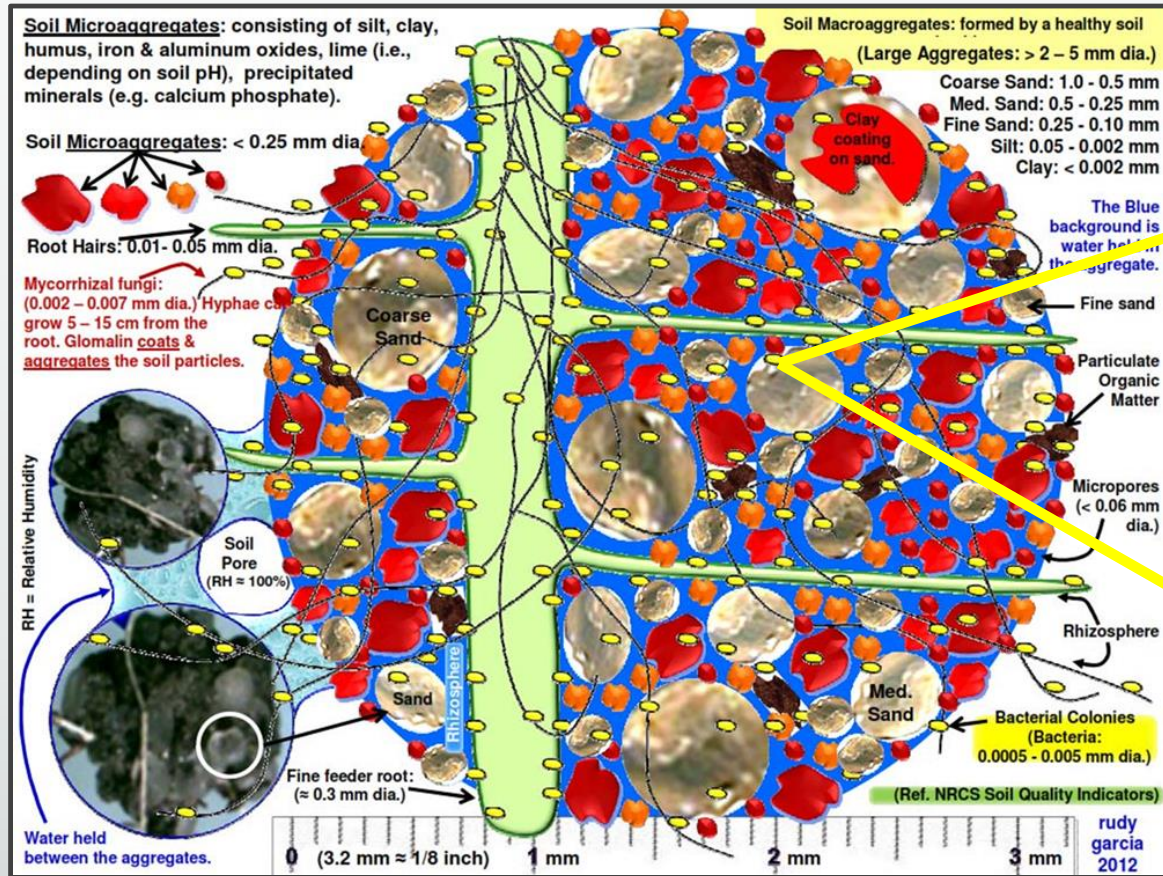 Soil Microaggregates: consisting of silt, clay,
humus, iron & aluminum oxides, lime (i.e.,
depending on soil pH), precipitated
minerals (e.g. calcium phosphate).
Soil Microaggregates: < 0.25 mm dia.
Root Hairs: 0.01 - 0.05 mm dia.
Mycorrhizal fungi:
(0.002 – 0.007 mm dia.) Hyphae
grow 5 – 15 cm from the
root. Glomalin coats &
aggregates the soil particles.
RH = Relative Humidity
Soil
Pore
(RH ≈ 100%)
Water held
between the aggregates.
Coarse
Sand
Sand
Rhizosphere
Fine feeder root:
(≈ 0.3 mm dia.)
Soil Macroaggregates: formed by a healthy soil
(Large Aggregates: > 2 – 5 mm dia.)
Coarse Sand: 1.0 - 0.5 mm
Med. Sand: 0.5 - 0.25 mm
Fine Sand: 0.25 - 0.10 mm
Silt: 0.05 - 0.002 mm
Clay: < 0.002 mm
Clay
coating
on sand.
The Blue
background is
water held in
the aggregate.
Fine sand
Particulate
Organic
Matter
Micropores
(< 0.06 mm
dia.)
Rhizosphere
Med.
Sand
Bacterial Colonies
(Bacteria:
0.0005 - 0.005 mm dia.)
(Ref. NRCS Soil Quality Indicators)
0 (3.2 mm ≈ 1/8 inch) 1 mm 2 mm 3 mm
rudy
garcia
2012